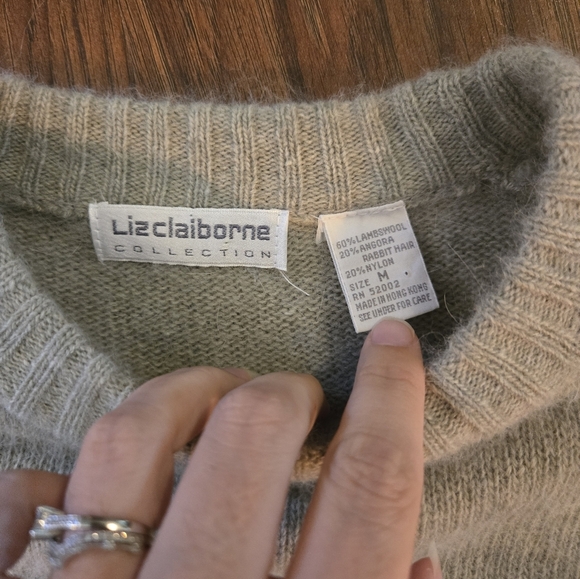 Lizclaiborne
COLLECTION
60% LAMBSWOOL
20% ANGORA
RABBIT HAIR
20% NYLON
SIZE M
RN 52002
MADE IN HONG KONG
SEE UNDER FOR CARE